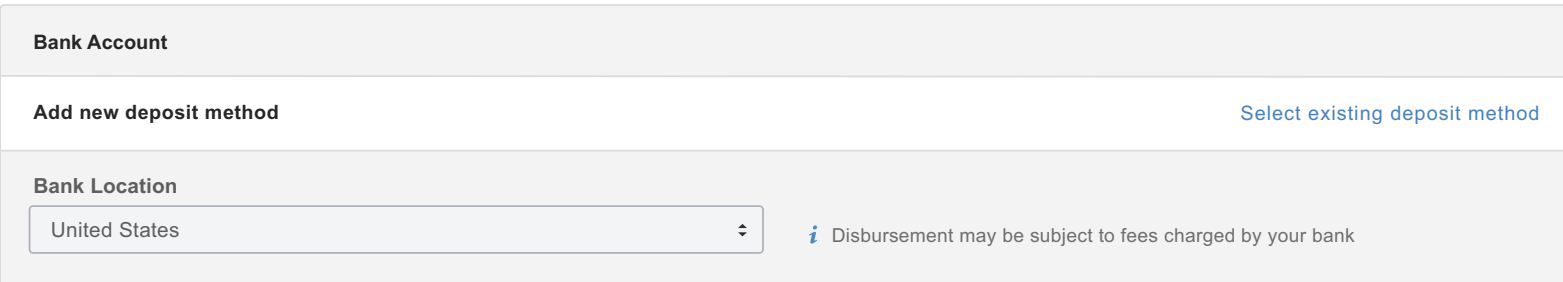 Bank Account
Add new deposit method
Select existing deposit method
Bank Location
United States
i Disbursement may be subject to fees charged by your bank